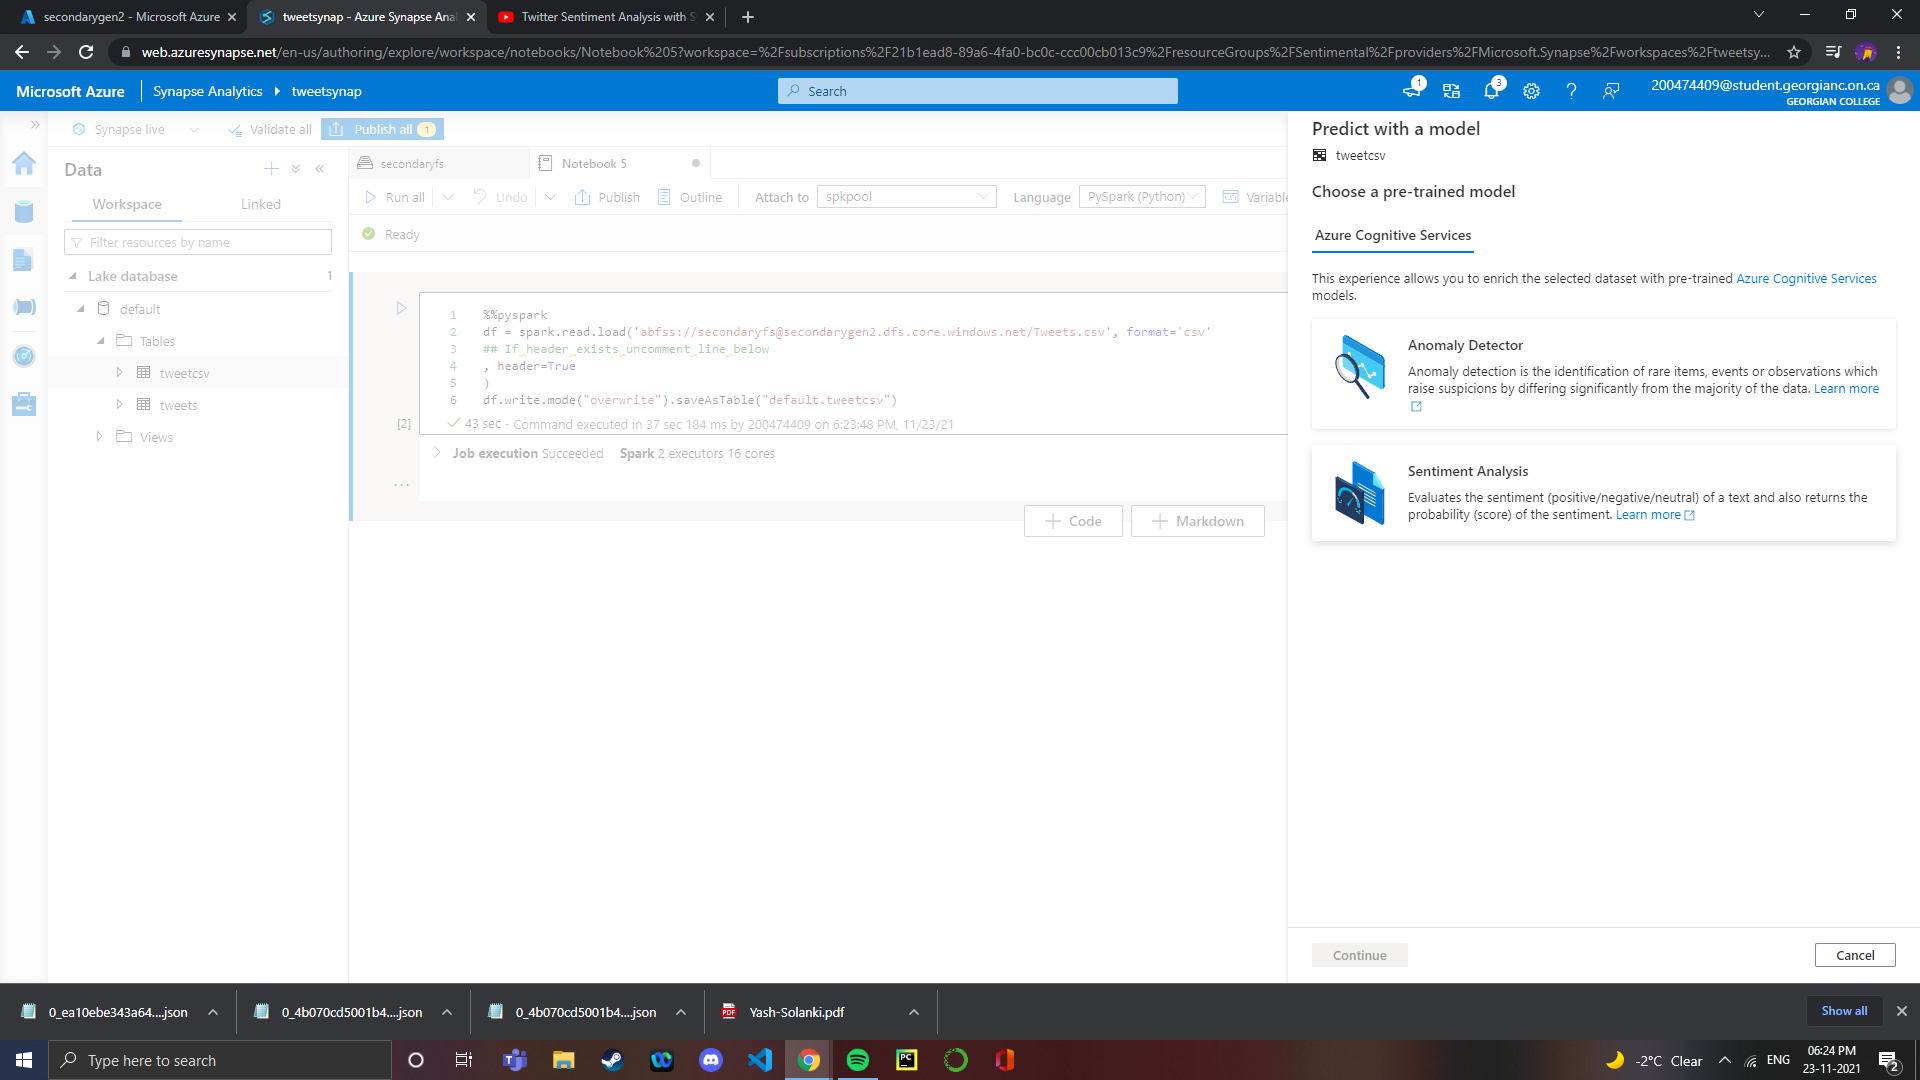 secondarygen2 - Microsoft Azure
tweetsynap - Azure Synapse Anal
Twitter Sentiment Analysis with S
web.azuresynapse.net/en-us/authoring/explore/workspace/notebooks/Notebook%205?workspace=%2Fsubscriptions%2F21b1ead8-89a6-4fa0-bc0c-ccc00cb013c9%2FresourceGroups%2FSentimental%2Fproviders%2FMicrosoft.Synapse%2Fworkspaces%2Ftweetsy...
Microsoft Azure
Synapse Analytics
tweetsynap
Search
1
3
200474409@student.georgianc.on.ca
GEORGIAN COLLEGE
Synapse live
Validate all
Publish all 1
Data
Workspace
Linked
Filter resources by name
Lake database 1
default
Tables
tweetcsv
tweets
Views
secondaryfs
Notebook 5
Run all
Undo
Publish
Outline
Attach to
spkpool
Language
PySpark (Python)
Variable
Ready
1 %%pyspark
2 df = spark.read.load('abfss://secondaryfs@secondarygen2.dfs.core.windows.net/Tweets.csv', format='csv'
3 ## If header exists uncomment line below
4 , header=True
5 )
6 df.write.mode("overwrite").saveAsTable("default.tweetcsv")
[2]
43 sec - Command executed in 37 sec 184 ms by 200474409 on 6:23:48 PM, 11/23/21
Job execution Succeeded Spark 2 executors 16 cores
...
Code
Markdown
Predict with a model
tweetcsv
Choose a pre-trained model
Azure Cognitive Services
This experience allows you to enrich the selected dataset with pre-trained Azure Cognitive Services
models.
Anomaly Detector
Anomaly detection is the identification of rare items, events or observations which
raise suspicions by differing significantly from the majority of the data. Learn more
Sentiment Analysis
Evaluates the sentiment (positive/negative/neutral) of a text and also returns the
probability (score) of the sentiment. Learn more
Continue
Cancel
0_ea10ebe343a64....json
0_4b070cd5001b4....json
0_4b070cd5001b4....json
PDF
Yash-Solanki.pdf
Show all
Type here to search
PC
-2°C Clear
ENG
06:24 PM
23-11-2021
2